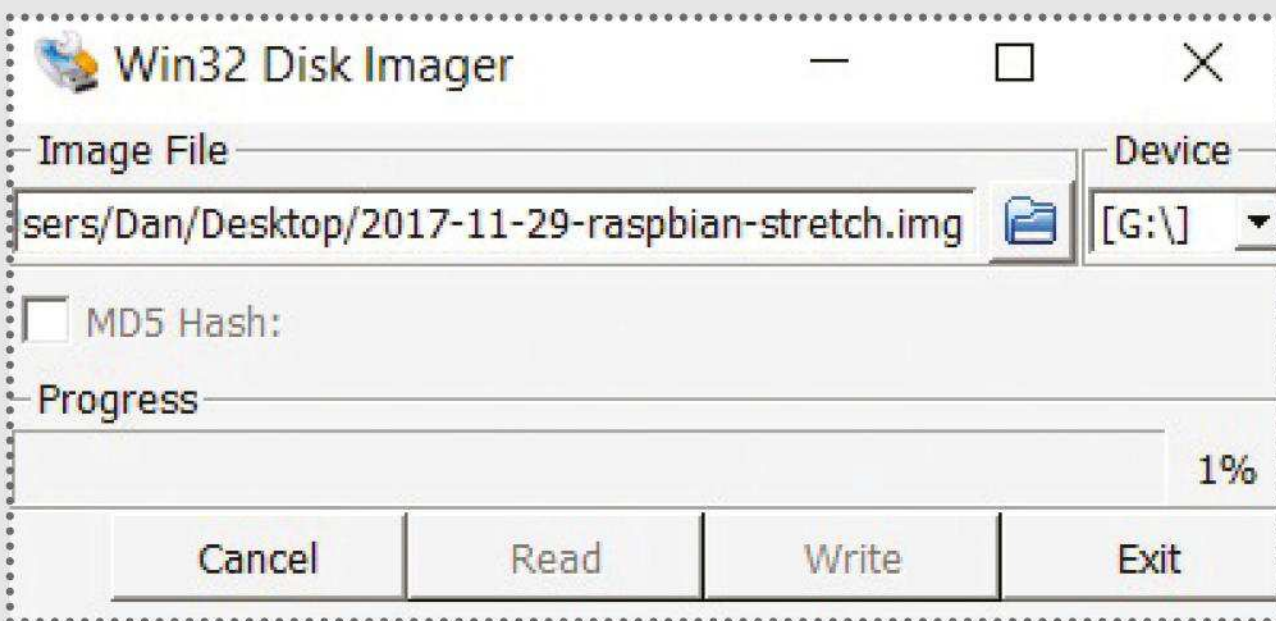 Win32 Disk Imager
Image File
Device
sers/Dan/Desktop/2017-11-29-raspbian-stretch.img
[G:\]
MD5 Hash:
Progress
1%
Cancel
Read
Write
Exit